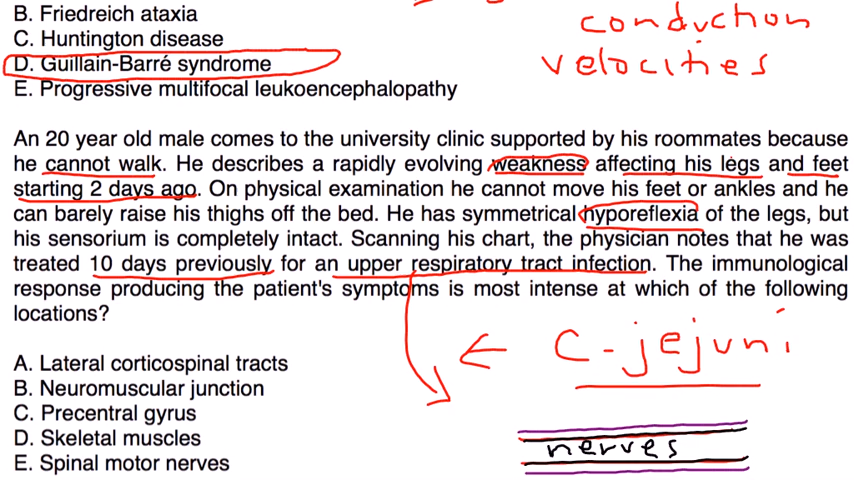 B. Friedreich ataxia
C. Huntington disease
D. Guillain-Barré syndrome
E. Progressive multifocal leukoencephalopathy
conduction
velocities
An 20 year old male comes to the university clinic supported by his roommates because
he cannot walk. He describes a rapidly evolving weakness affecting his legs and feet
starting 2 days ago. On physical examination he cannot move his feet or ankles and he
can barely raise his thighs off the bed. He has symmetrical hyporeflexia of the legs, but
his sensorium is completely intact. Scanning his chart, the physician notes that he was
treated 10 days previously for an upper respiratory tract infection. The immunological
response producing the patient's symptoms is most intense at which of the following
locations?
C-jejuni
A. Lateral corticospinal tracts
B. Neuromuscular junction
C. Precentral gyrus
D. Skeletal muscles
E. Spinal motor nerves
nerves